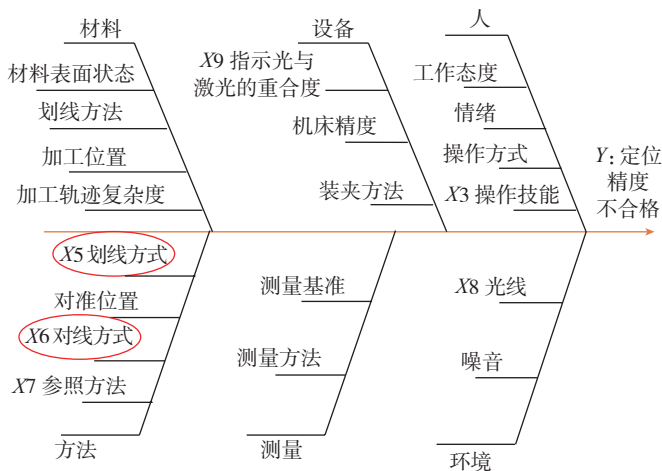 材料
材料表面状态
划线方法
加工位置
加工轨迹复杂度
设备
X9 指示光与
激光的重合度
机床精度
装夹方法
人
工作态度
情绪
操作方式
X3 操作技能
Y: 定位
精度
不合格
X5 划线方式
对准位置
X6 对线方式
X7 参照方法
方法
测量基准
测量方法
测量
X8 光线
噪音
环境